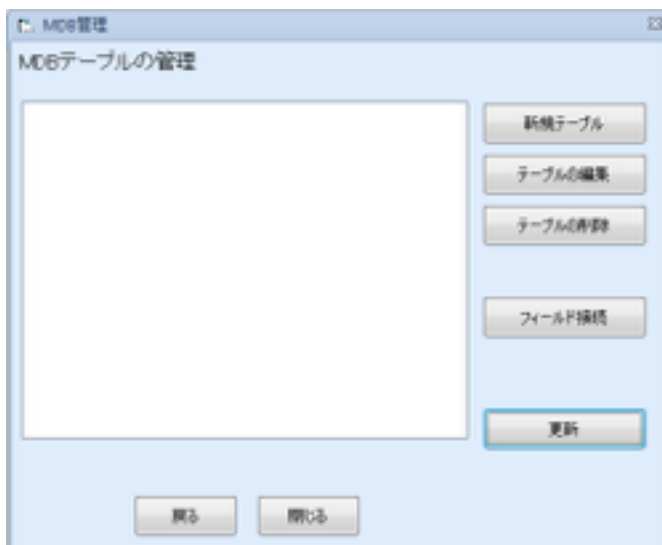 MDB管理
MDBテーブルの管理
新規テーブル
テーブルの編集
テーブルの削除
フィールド接続
更新
戻る
閉じる